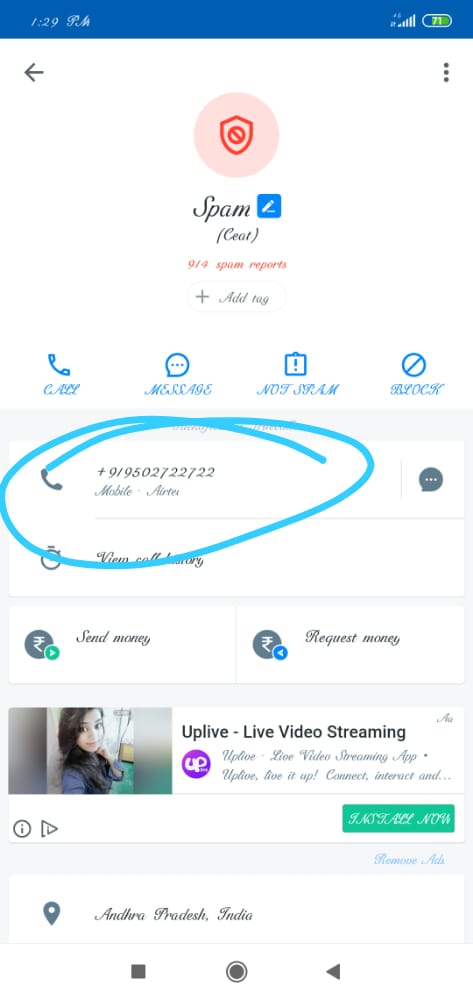 1:29 PM
4G
71
Spam
(Ceat)
914 spam reports
+ Add tag
CALL
MESSAGE
NOT SPAM
BLOCK
+919502722722
Mobile - Airtel
View call history
Send money
Request money
Uplive - Live Video Streaming
Ad
Uplive - Live Video Streaming App •
Uplive, live it up! Connect, interact and...
up
INSTALL NOW
Remove Ads
Andhra Pradesh, India